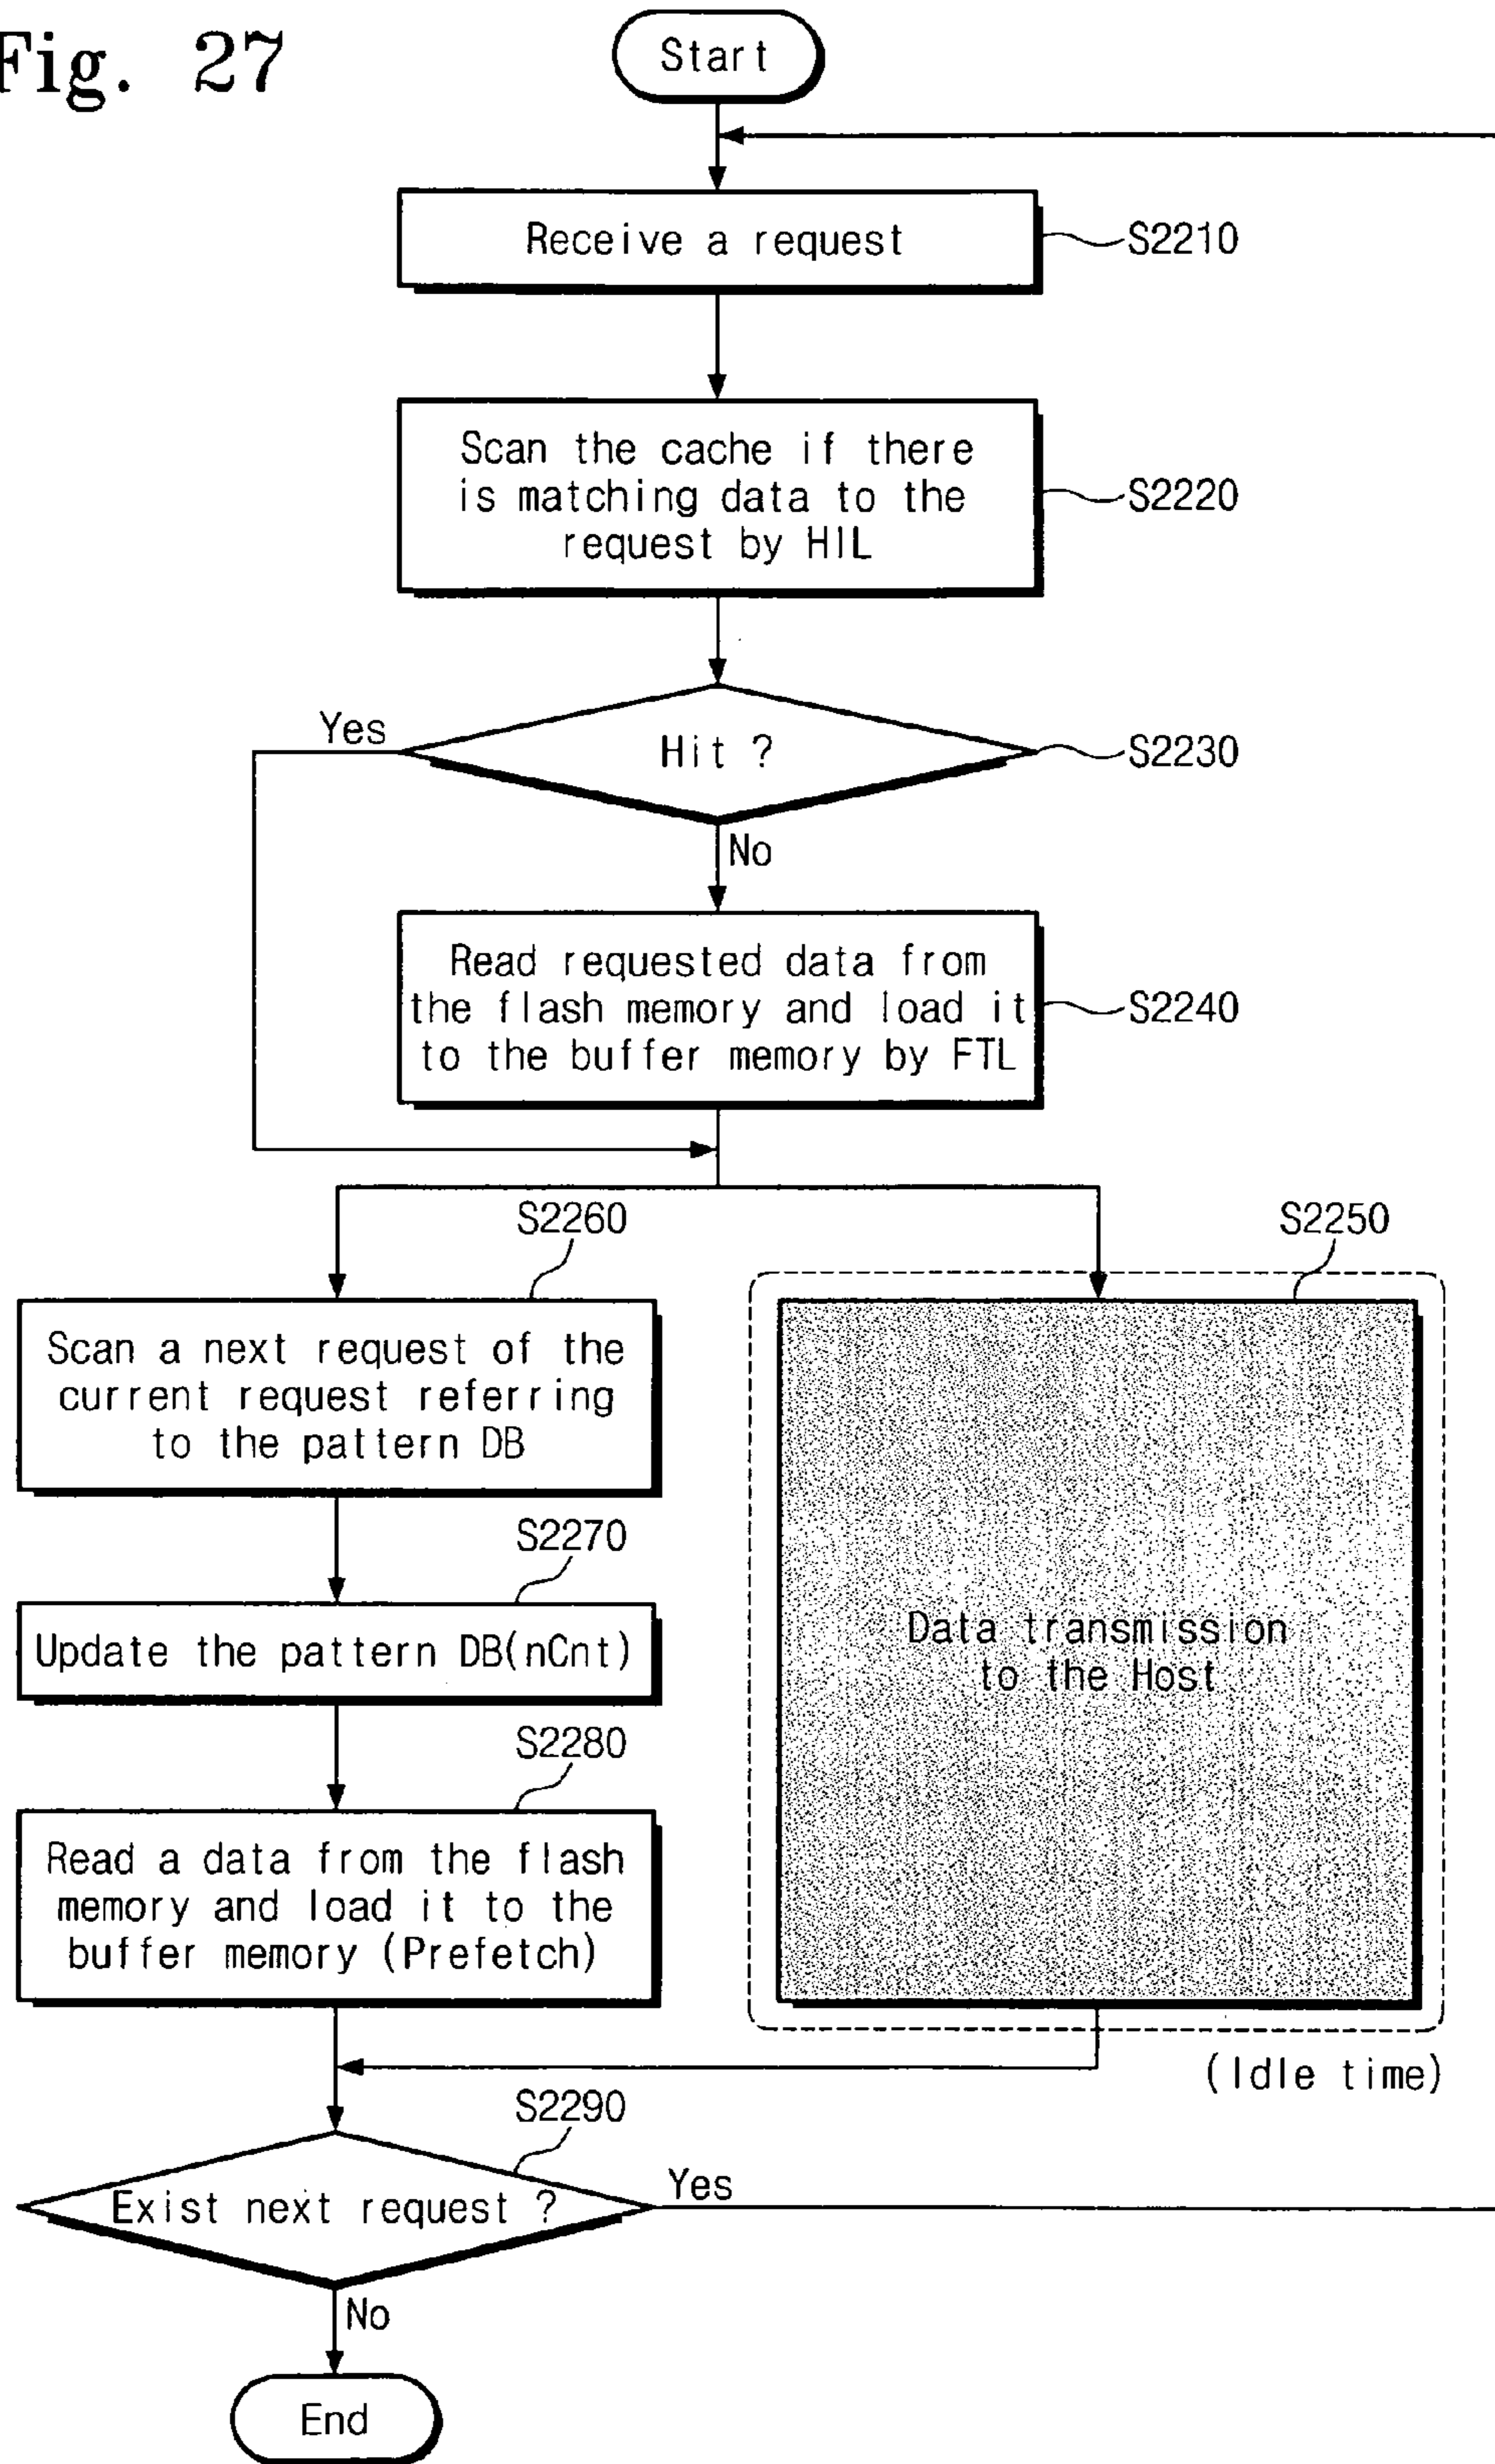 Fig. 27
Start
Receive a request
S2210
Scan the cache if there
is matching data to the
request by HIL
S2220
Yes
Hit ?
S2230
No
Read requested data from
the flash memory and load it
to the buffer memory by FTL
S2240
S2260
S2250
Scan a next request of the
current request referring
to the pattern DB
S2270
Update the pattern DB(nCnt)
Data transmission
to the Host
S2280
Read a data from the flash
memory and load it to the
buffer memory (Prefetch)
(Idle time)
S2290
Exist next request ?
Yes
No
End